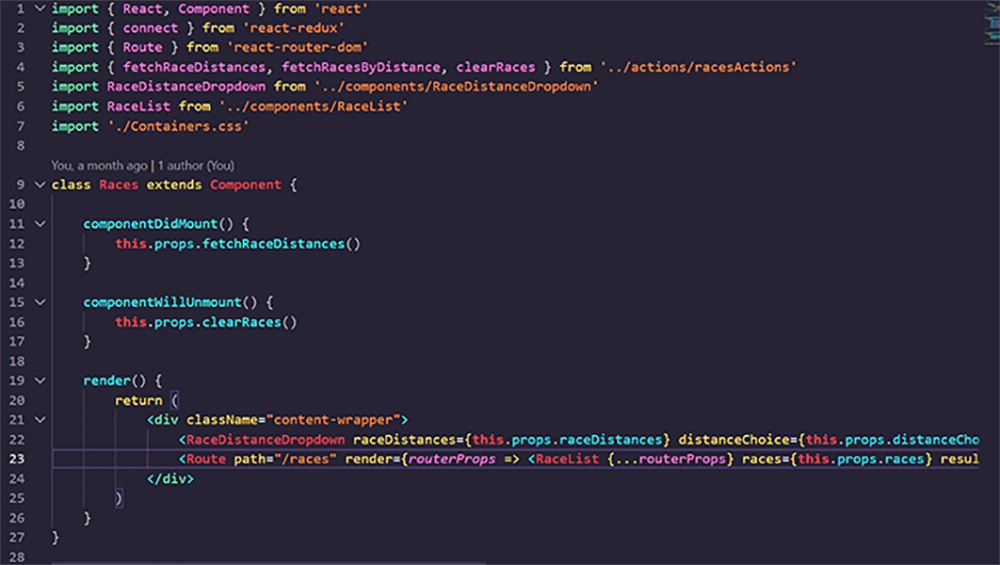 1 import { React, Component } from 'react'
2 import { connect } from 'react-redux'
3 import { Route } from 'react-router-dom'
4 import { fetchRaceDistances, fetchRacesByDistance, clearRaces } from '../actions/racesActions'
5 import RaceDistanceDropdown from '../components/RaceDistanceDropdown'
6 import RaceList from '../components/RaceList'
7 import './Containers.css'
8
You, a month ago | 1 author (You)
9 class Races extends Component {
10
11 componentDidMount() {
12 this.props.fetchRaceDistances()
13 }
14
15 componentWillUnmount() {
16 this.props.clearRaces()
17 }
18
19 render() {
20 return (
21 <div className="content-wrapper">
22 <RaceDistanceDropdown raceDistances={this.props.raceDistances} distanceChoice={this.props.distanceCho
23 <Route path="/races" render={routerProps => <RaceList {...routerProps} races={this.props.races} resul
24 </div>
25 )
26 }
27 }
28